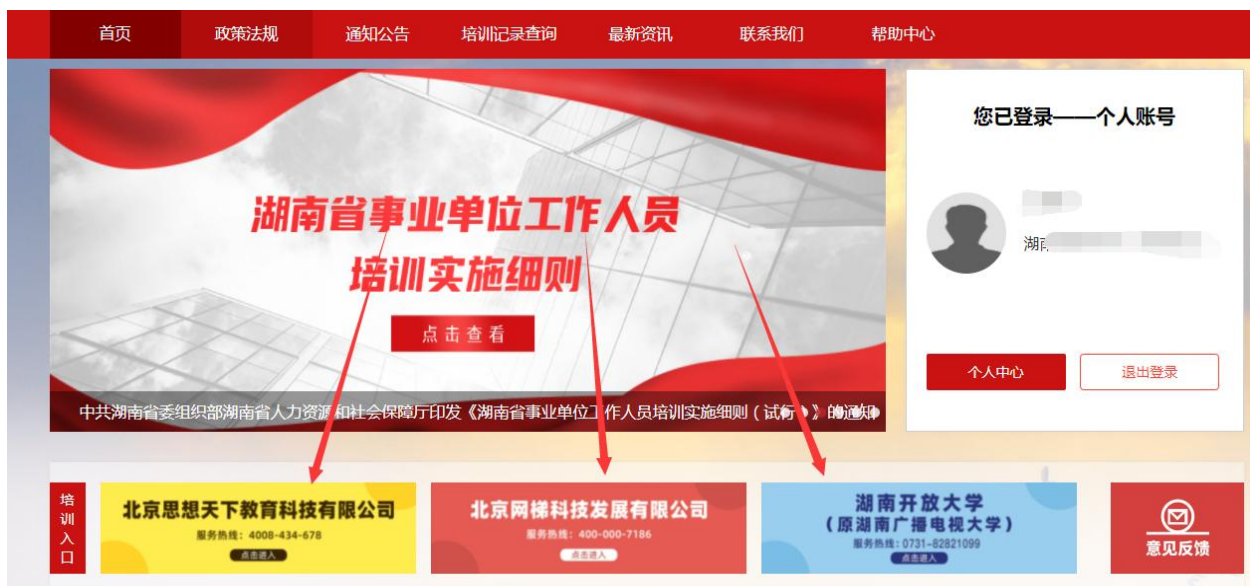 首页 政策法规 通知公告 培训记录查询 最新资讯 联系我们 帮助中心
湖南省事业单位工作人员
培训实施细则
点击查看
中共湖南省委组织部湖南省人力资源和社会保障厅印发《湖南省事业单位工作人员培训实施细则（试行）》的通知
您已登录——个人账号
湖
个人中心 退出登录
培训入口
北京思想天下教育科技有限公司
服务热线：4008-434-678
点击进入
北京网梯科技发展有限公司
服务热线：400-000-7186
点击进入
湖南开放大学
（原湖南广播电视大学）
服务热线：0731-82821099
点击进入
意见反馈